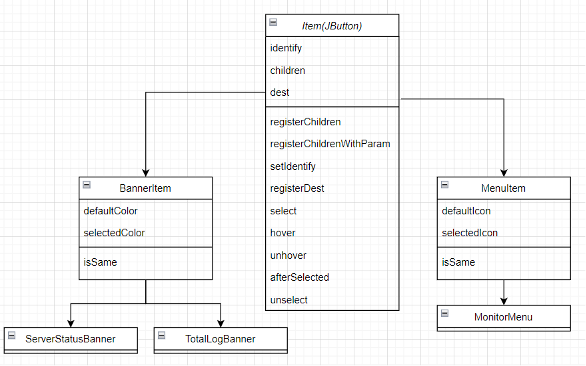 Item(JButton)
identify
children
dest
registerChildren
registerChildrenWithParam
setIdentify
registerDest
select
hover
unhover
afterSelected
unselect
BannerItem
defaultColor
selectedColor
isSame
MenuItem
defaultIcon
selectedIcon
isSame
ServerStatusBanner
TotalLogBanner
MonitorMenu